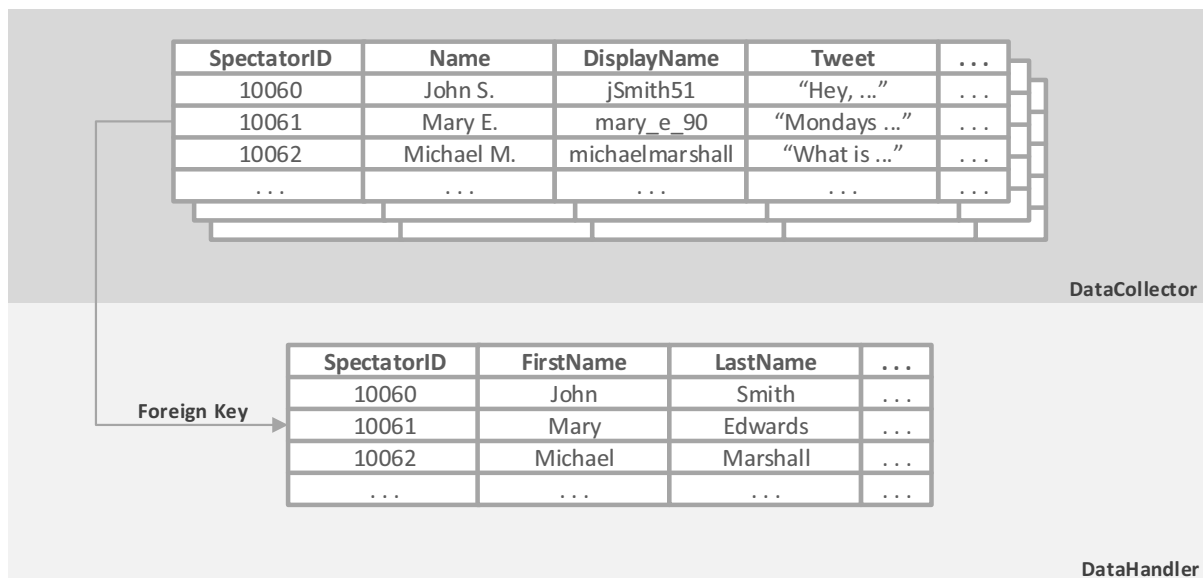 SpectatorID Name DisplayName Tweet . . .
10060 John S. jSmith51 “Hey, ...” . . .
10061 Mary E. mary_e_90 “Mondays ...” . . .
10062 Michael M. michaelmarshall “What is ...” . . .
. . . . . . . . . . . . . . .
DataCollector
SpectatorID FirstName LastName . . .
10060 John Smith . . .
Foreign Key
10061 Mary Edwards . . .
10062 Michael Marshall . . .
. . . . . . . . . . . .
DataHandler